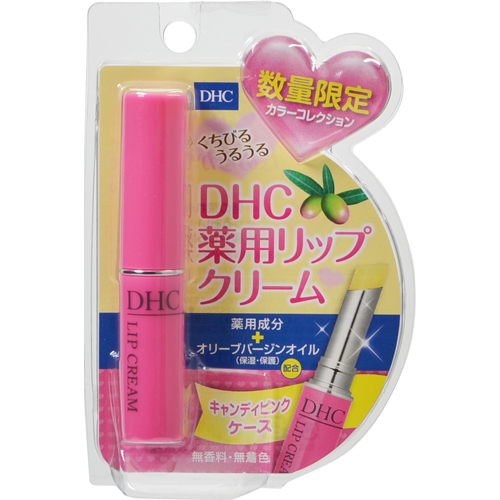 DHC
数量限定
カラーコレクション
くちびる
うるうる
DHC
薬用リップ
クリーム
薬用成分
+
オリーブバージンオイル
(保湿・保護)
配合
キャンディピンク
ケース
無香料・無着色
DHC
LIP CREAM
DHC
LIP CREA